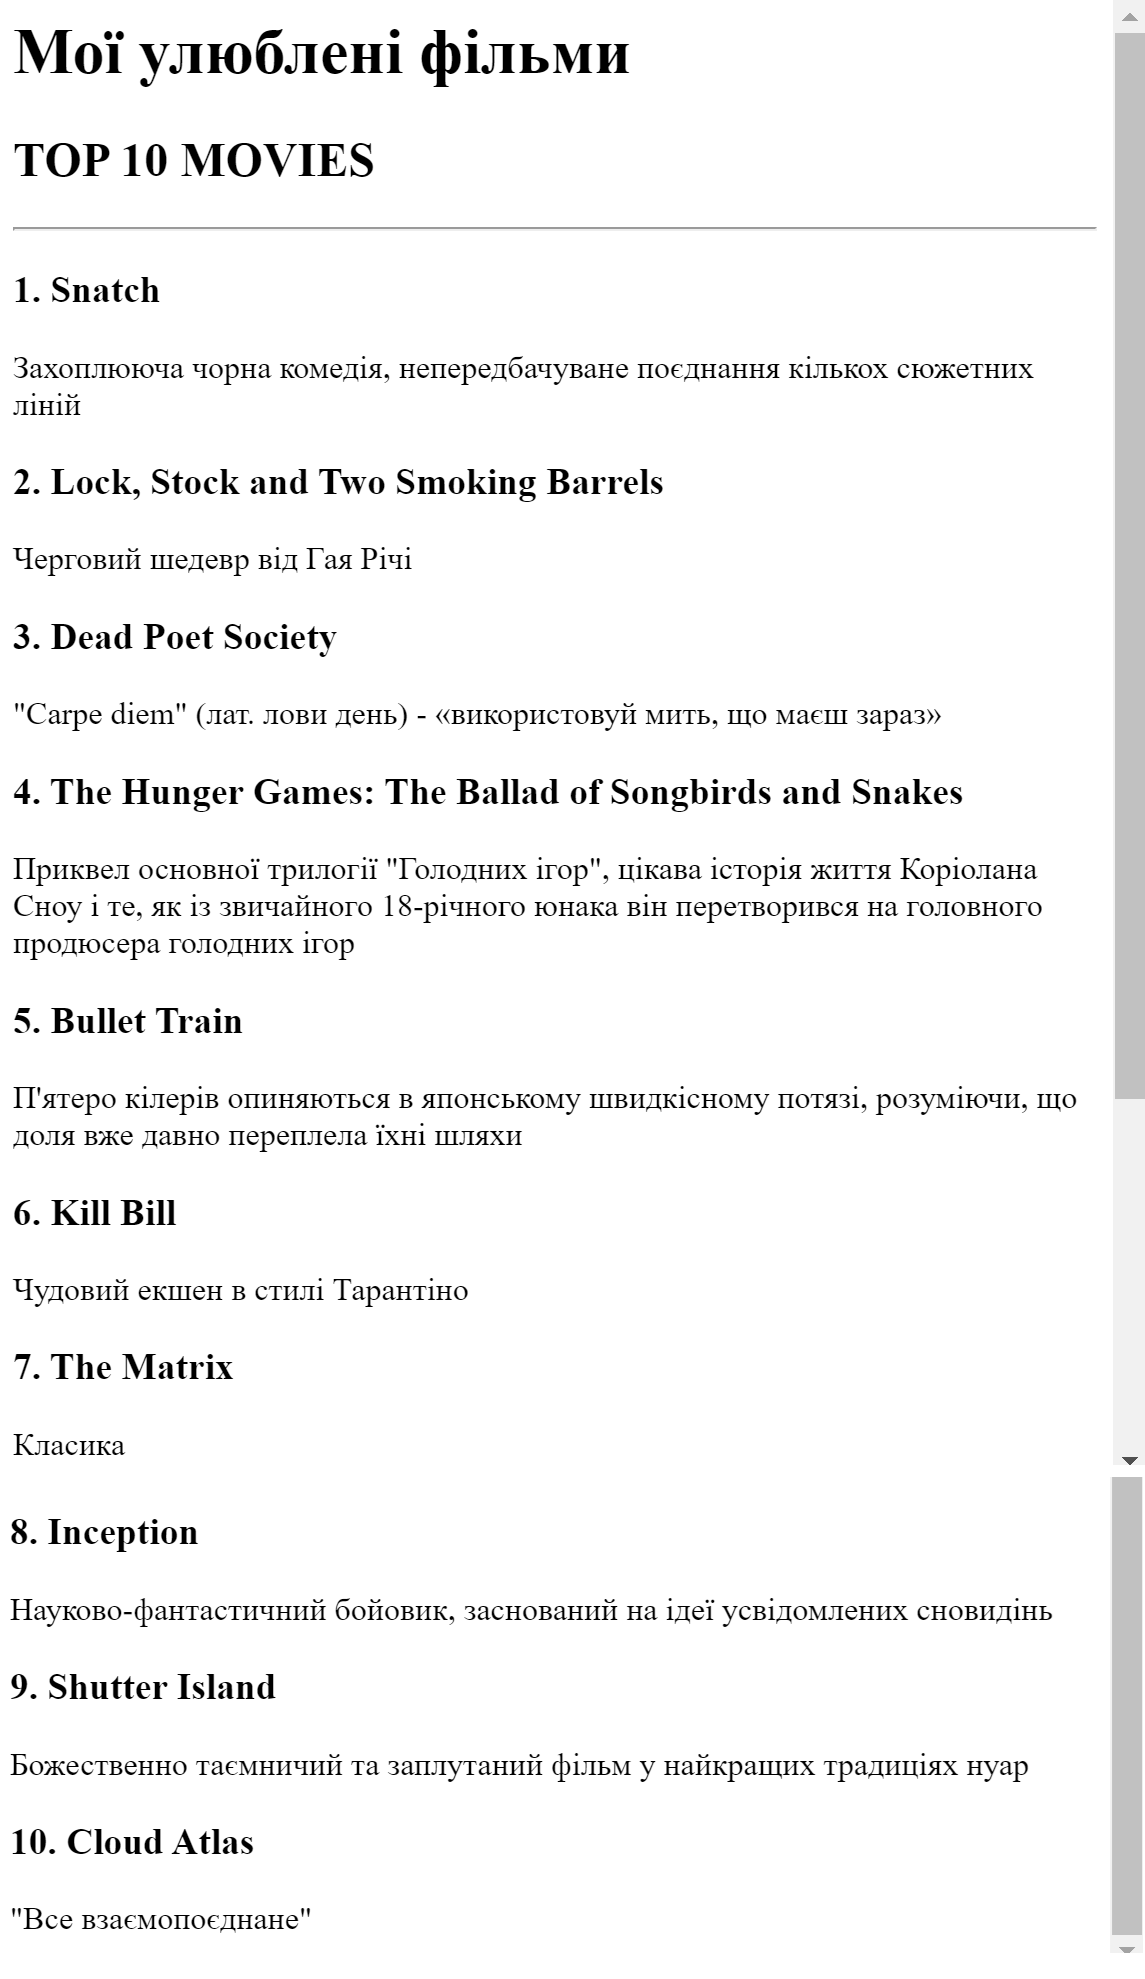 Мої улюблені фільми
TOP 10 MOVIES
1. Snatch
Захоплююча чорна комедія, непередбачуване поєднання кількох сюжетних
ліній
2. Lock, Stock and Two Smoking Barrels
Черговий шедевр від Гая Річі
3. Dead Poet Society
"Carpe diem" (лат. лови день) - «використовуй мить, що маєш зараз»
4. The Hunger Games: The Ballad of Songbirds and Snakes
Приквел основної трилогії "Голодних ігор", цікава історія життя Коріолана
Сноу і те, як із звичайного 18-річного юнака він перетворився на головного
продюсера голодних ігор
5. Bullet Train
П'ятеро кілерів опиняються в японському швидкісному потязі, розуміючи, що
доля вже давно переплела їхні шляхи
6. Kill Bill
Чудовий екшен в стилі Тарантіно
7. The Matrix
Класика
8. Inception
Науково-фантастичний бойовик, заснований на ідеї усвідомлених сновидінь
9. Shutter Island
Божественно таємничий та заплутаний фільм у найкращих традиціях нуар
10. Cloud Atlas
"Все взаємопоєднане"